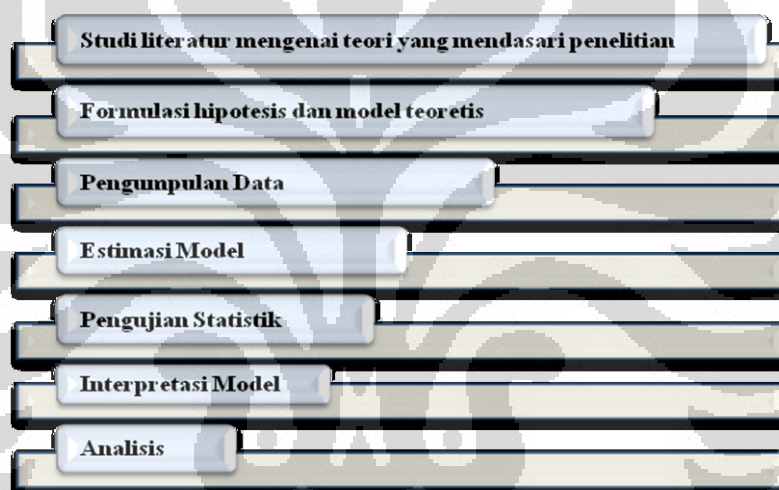 Studi literatur mengenai teori yang mendasari penelitian
Formulasi hipotesis dan model teoretis
Pengumpulan Data
Estimasi Model
Pengujian Statistik
Interpretasi Model
Analisis